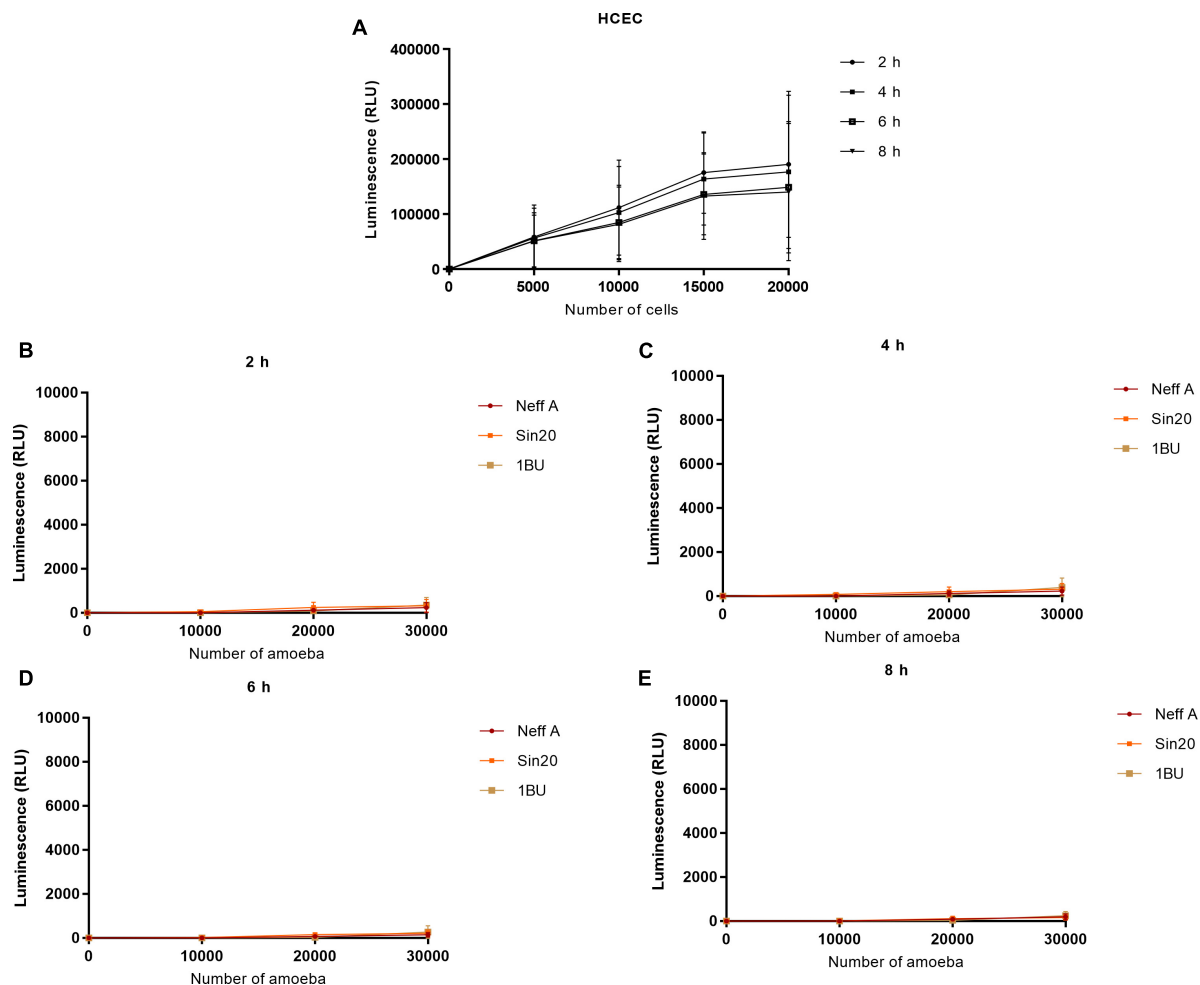 HCEC
A
400000
300000
200000
100000
0
Luminescence (RLU)
0 5000 10000 15000 20000
Number of cells
2 h
4 h
6 h
8 h
B
2 h
10000
8000
6000
4000
2000
0
Luminescence (RLU)
0 10000 20000 30000
Number of amoeba
Neff A
Sin20
1BU
C
4 h
10000
8000
6000
4000
2000
0
Luminescence (RLU)
0 10000 20000 30000
Number of amoeba
Neff A
Sin20
1BU
D
6 h
10000
8000
6000
4000
2000
0
Luminescence (RLU)
0 10000 20000 30000
Number of amoeba
Neff A
Sin20
1BU
E
8 h
10000
8000
6000
4000
2000
0
Luminescence (RLU)
0 10000 20000 30000
Number of amoeba
Neff A
Sin20
1BU